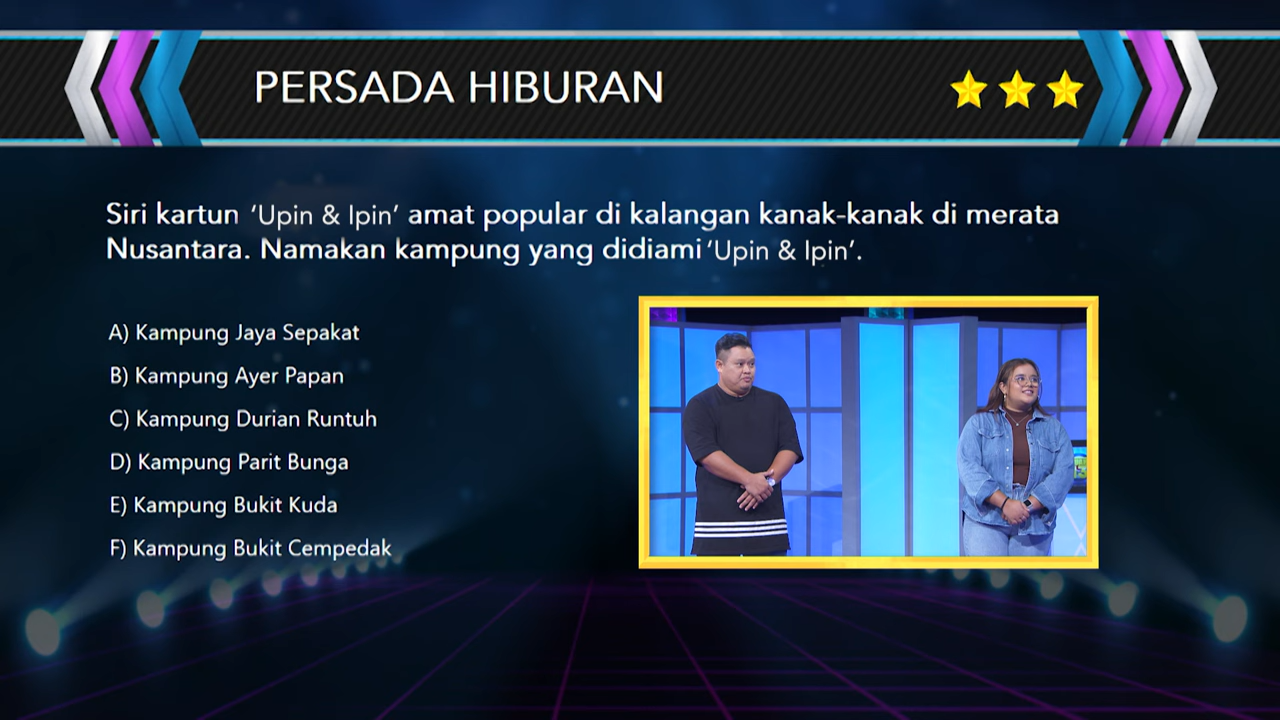 PERSADA HIBURAN
Siri kartun 'Upin & Ipin' amat popular di kalangan kanak-kanak di merata
Nusantara. Namakan kampung yang didiami 'Upin & Ipin'.
A) Kampung Jaya Sepakat
B) Kampung Ayer Papan
C) Kampung Durian Runtuh
D) Kampung Parit Bunga
E) Kampung Bukit Kuda
F) Kampung Bukit Cempedak